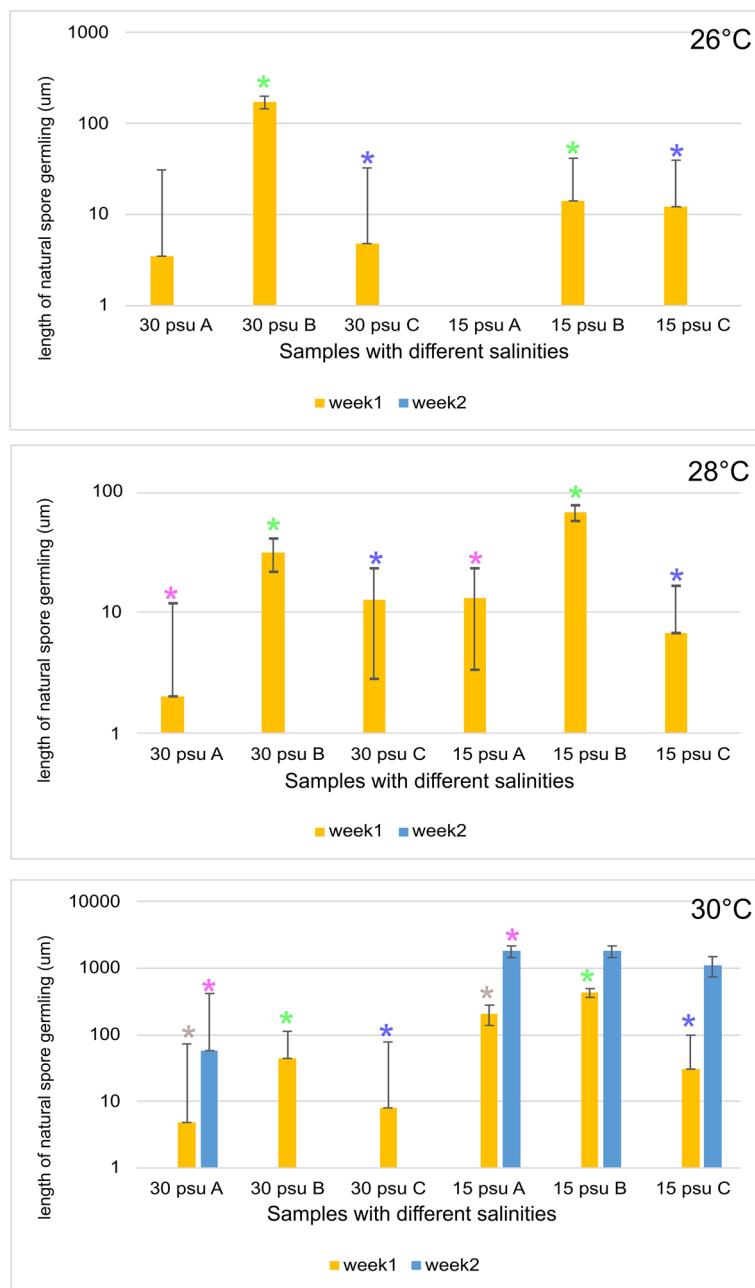 26°C
length of natural spore germling (um)
1000
100
10
1
* * * * *
30 psu A 30 psu B 30 psu C 15 psu A 15 psu B 15 psu C
Samples with different salinities
week1 week2
28°C
length of natural spore germling (um)
100
10
1
* * * * * *
30 psu A 30 psu B 30 psu C 15 psu A 15 psu B 15 psu C
Samples with different salinities
week1 week2
30°C
length of natural spore germling (um)
10000
1000
100
10
1
* * * * * * * *
30 psu A 30 psu B 30 psu C 15 psu A 15 psu B 15 psu C
Samples with different salinities
week1 week2